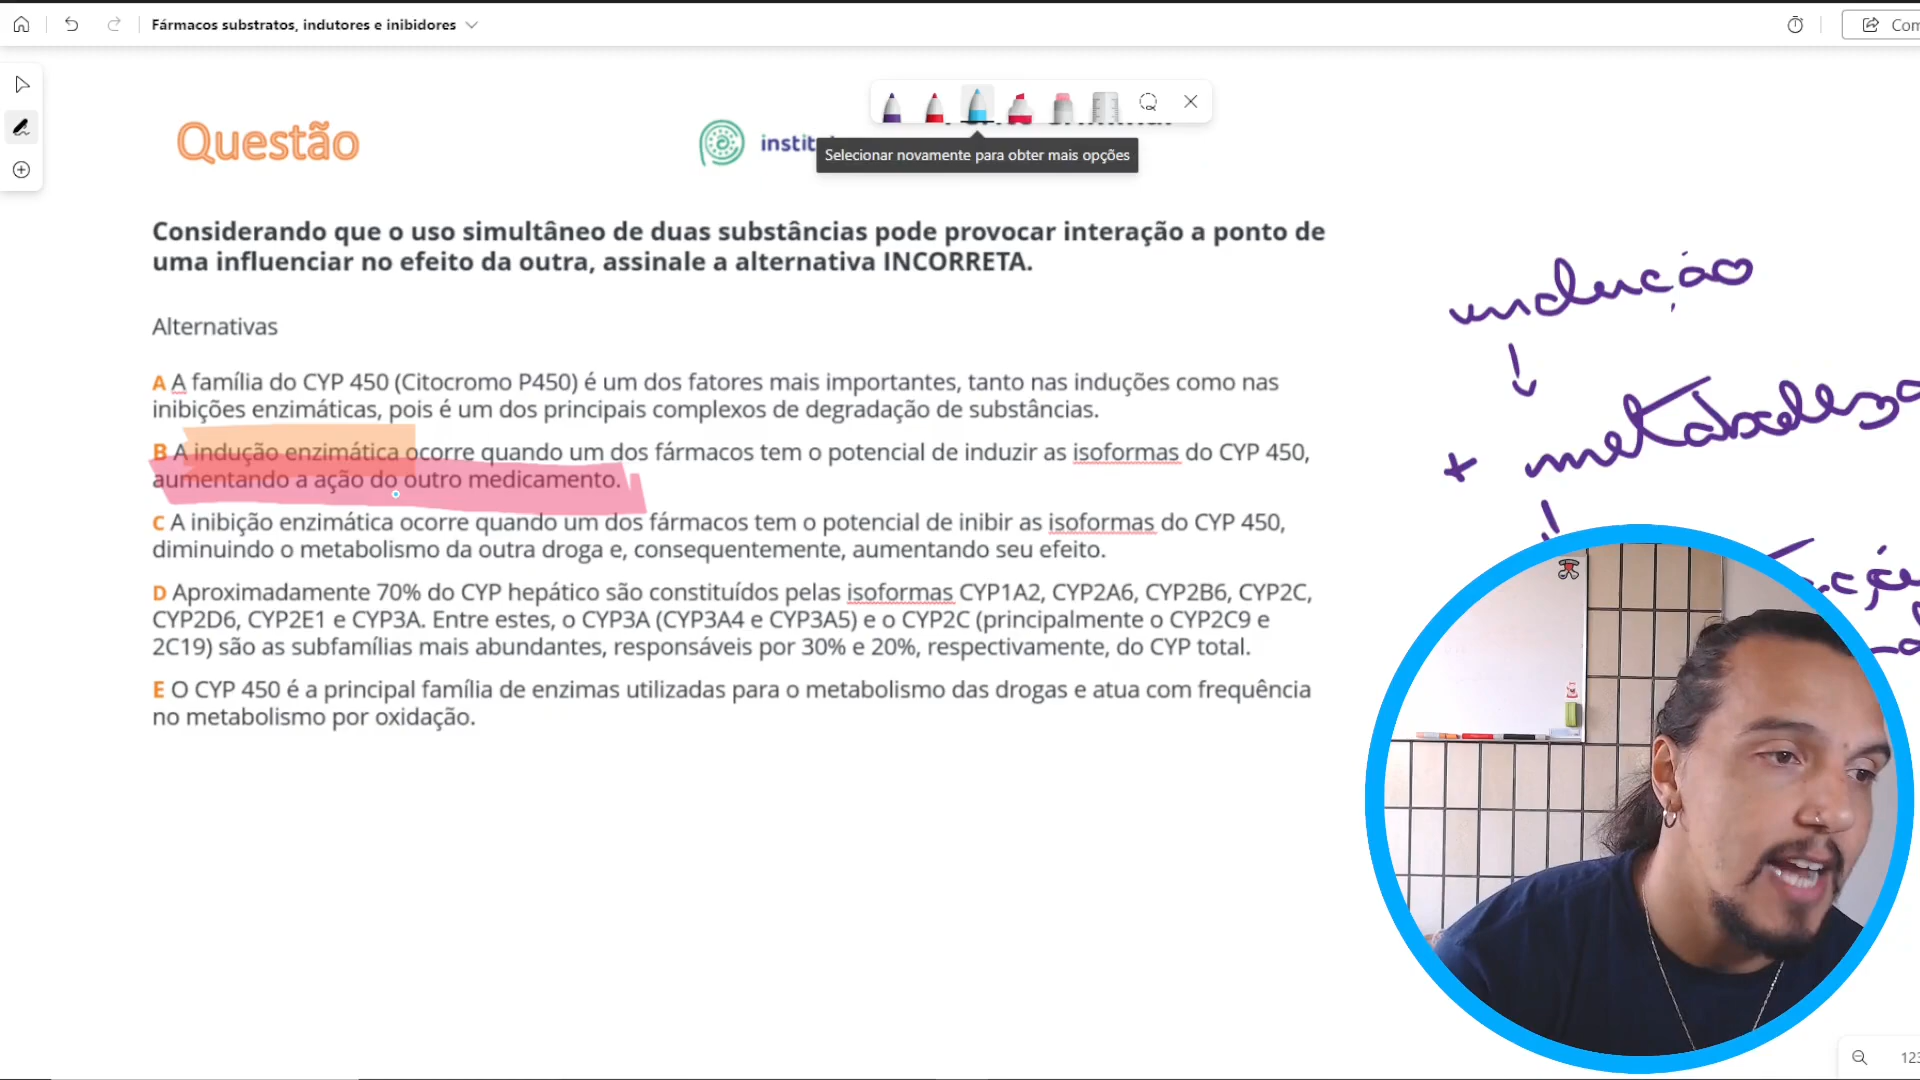 Fármacos substratos, indutores e inibidores
Com
Questão
instit
Selecionar novamente para obter mais opções
Considerando que o uso simultâneo de duas substâncias pode provocar interação a ponto de
uma influenciar no efeito da outra, assinale a alternativa INCORRETA.
Alternativas
A A família do CYP 450 (Citocromo P450) é um dos fatores mais importantes, tanto nas induções como nas
inibições enzimáticas, pois é um dos principais complexos de degradação de substâncias.
B A indução enzimática ocorre quando um dos fármacos tem o potencial de induzir as isoformas do CYP 450,
aumentando a ação do outro medicamento.
C A inibição enzimática ocorre quando um dos fármacos tem o potencial de inibir as isoformas do CYP 450,
diminuindo o metabolismo da outra droga e, consequentemente, aumentando seu efeito.
D Aproximadamente 70% do CYP hepático são constituídos pelas isoformas CYP1A2, CYP2A6, CYP2B6, CYP2C,
CYP2D6, CYP2E1 e CYP3A. Entre estes, o CYP3A (CYP3A4 e CYP3A5) e o CYP2C (principalmente o CYP2C9 e
2C19) são as subfamílias mais abundantes, responsáveis por 30% e 20%, respectivamente, do CYP total.
E O CYP 450 é a principal família de enzimas utilizadas para o metabolismo das drogas e atua com frequência
no metabolismo por oxidação.
indução
↓
+
↓
123